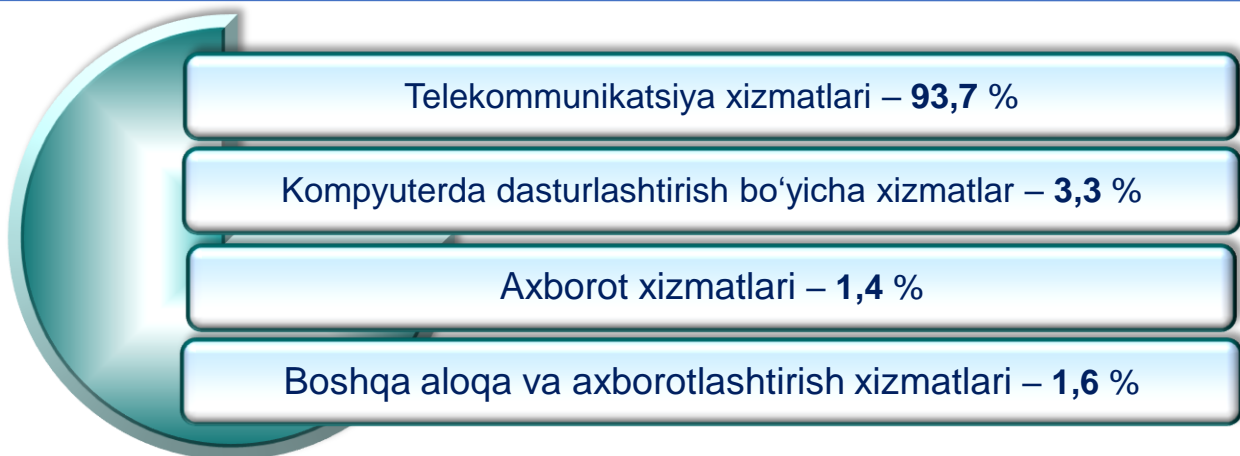 Telekommunikatsiya xizmatlari – 93,7 %
Kompyuterda dasturlashtirish bo‘yicha xizmatlar – 3,3 %
Axborot xizmatlari – 1,4 %
Boshqa aloqa va axborotlashtirish xizmatlari – 1,6 %